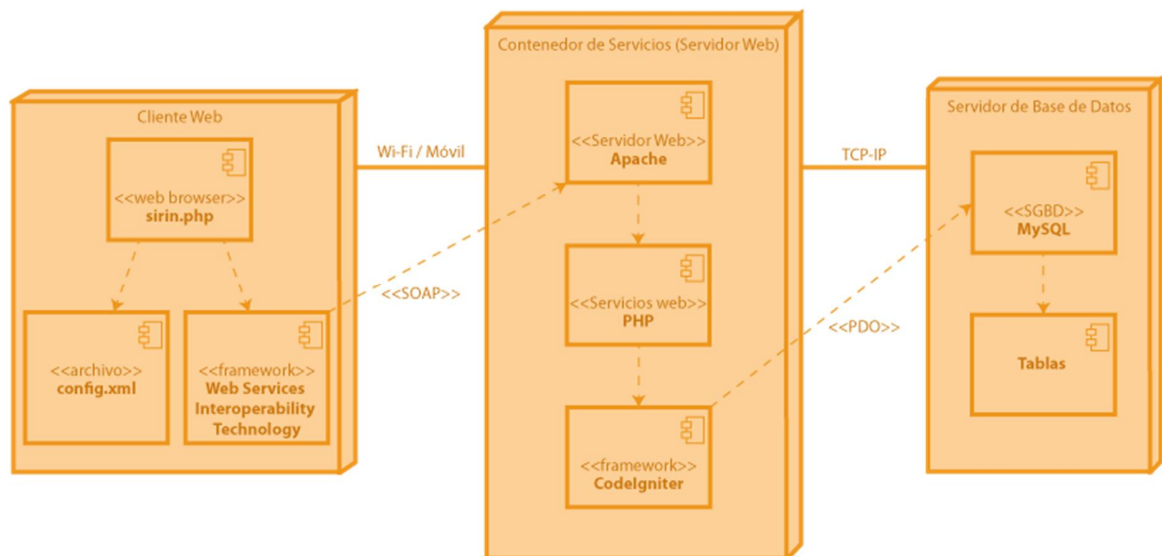 Cliente Web
<<web browser>>
sirin.php
<<archivo>>
config.xml
<<framework>>
Web Services
Interoperability
Technology
Wi-Fi / Móvil
<<SOAP>>
Contenedor de Servicios (Servidor Web)
<<Servidor Web>>
Apache
<<Servicios web>>
PHP
<<framework>>
CodeIgniter
TCP-IP
<<PDO>>
Servidor de Base de Datos
<<SGBD>>
MySQL
Tablas